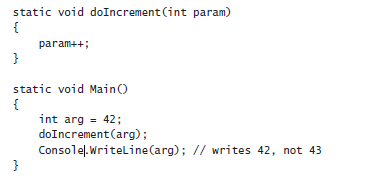 static void doIncrement(int param)
{
    param++;
}

static void Main()
{
    int arg = 42;
    doIncrement(arg);
    Console.WriteLine(arg); // writes 42, not 43
}